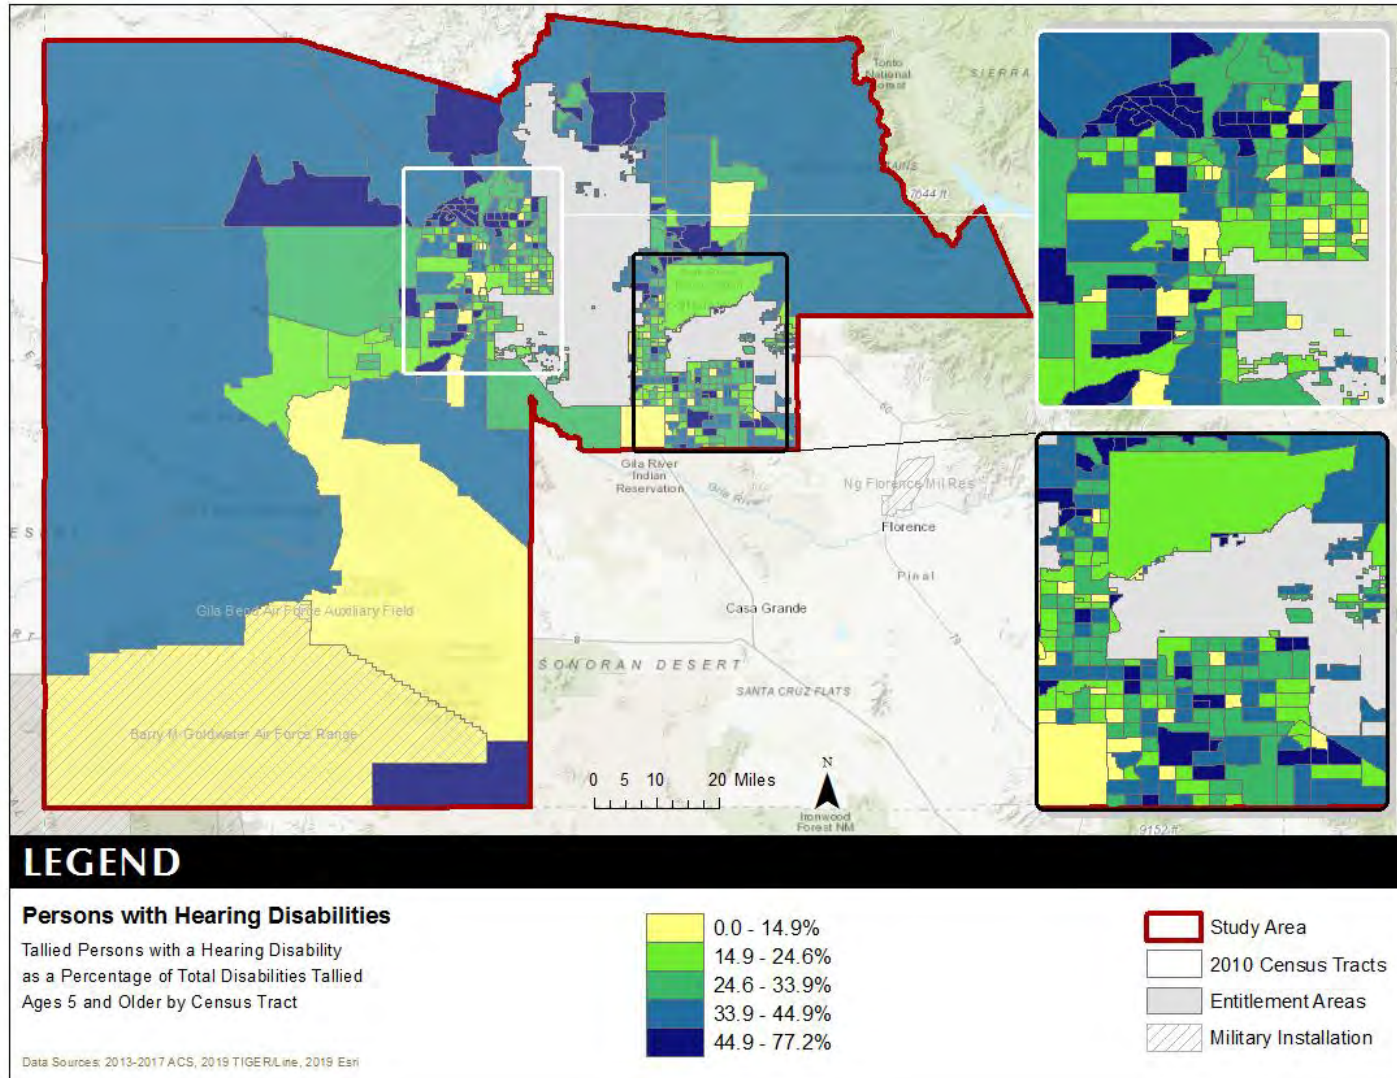 Tonto
National
Forest
SIERRA
7644 ft
Gila River
Indian
Reservation
Gila River
Ng Florence Mil Res
Florence
Pinal
Gila Bend Air Force Auxiliary Field
Casa Grande
60
8
79
SONORAN DESERT
SANTA CRUZ FLATS
Barry M Goldwater Air Force Range
N
0 5 10 20 Miles
Ironwood
Forest NM
9152 ft
LEGEND
Persons with Hearing Disabilities
Tallied Persons with a Hearing Disability
as a Percentage of Total Disabilities Tallied
Ages 5 and Older by Census Tract
Data Sources: 2013-2017 ACS, 2019 TIGER/Line, 2019 Esri
0.0 - 14.9%
14.9 - 24.6%
24.6 - 33.9%
33.9 - 44.9%
44.9 - 77.2%
Study Area
2010 Census Tracts
Entitlement Areas
Military Installation